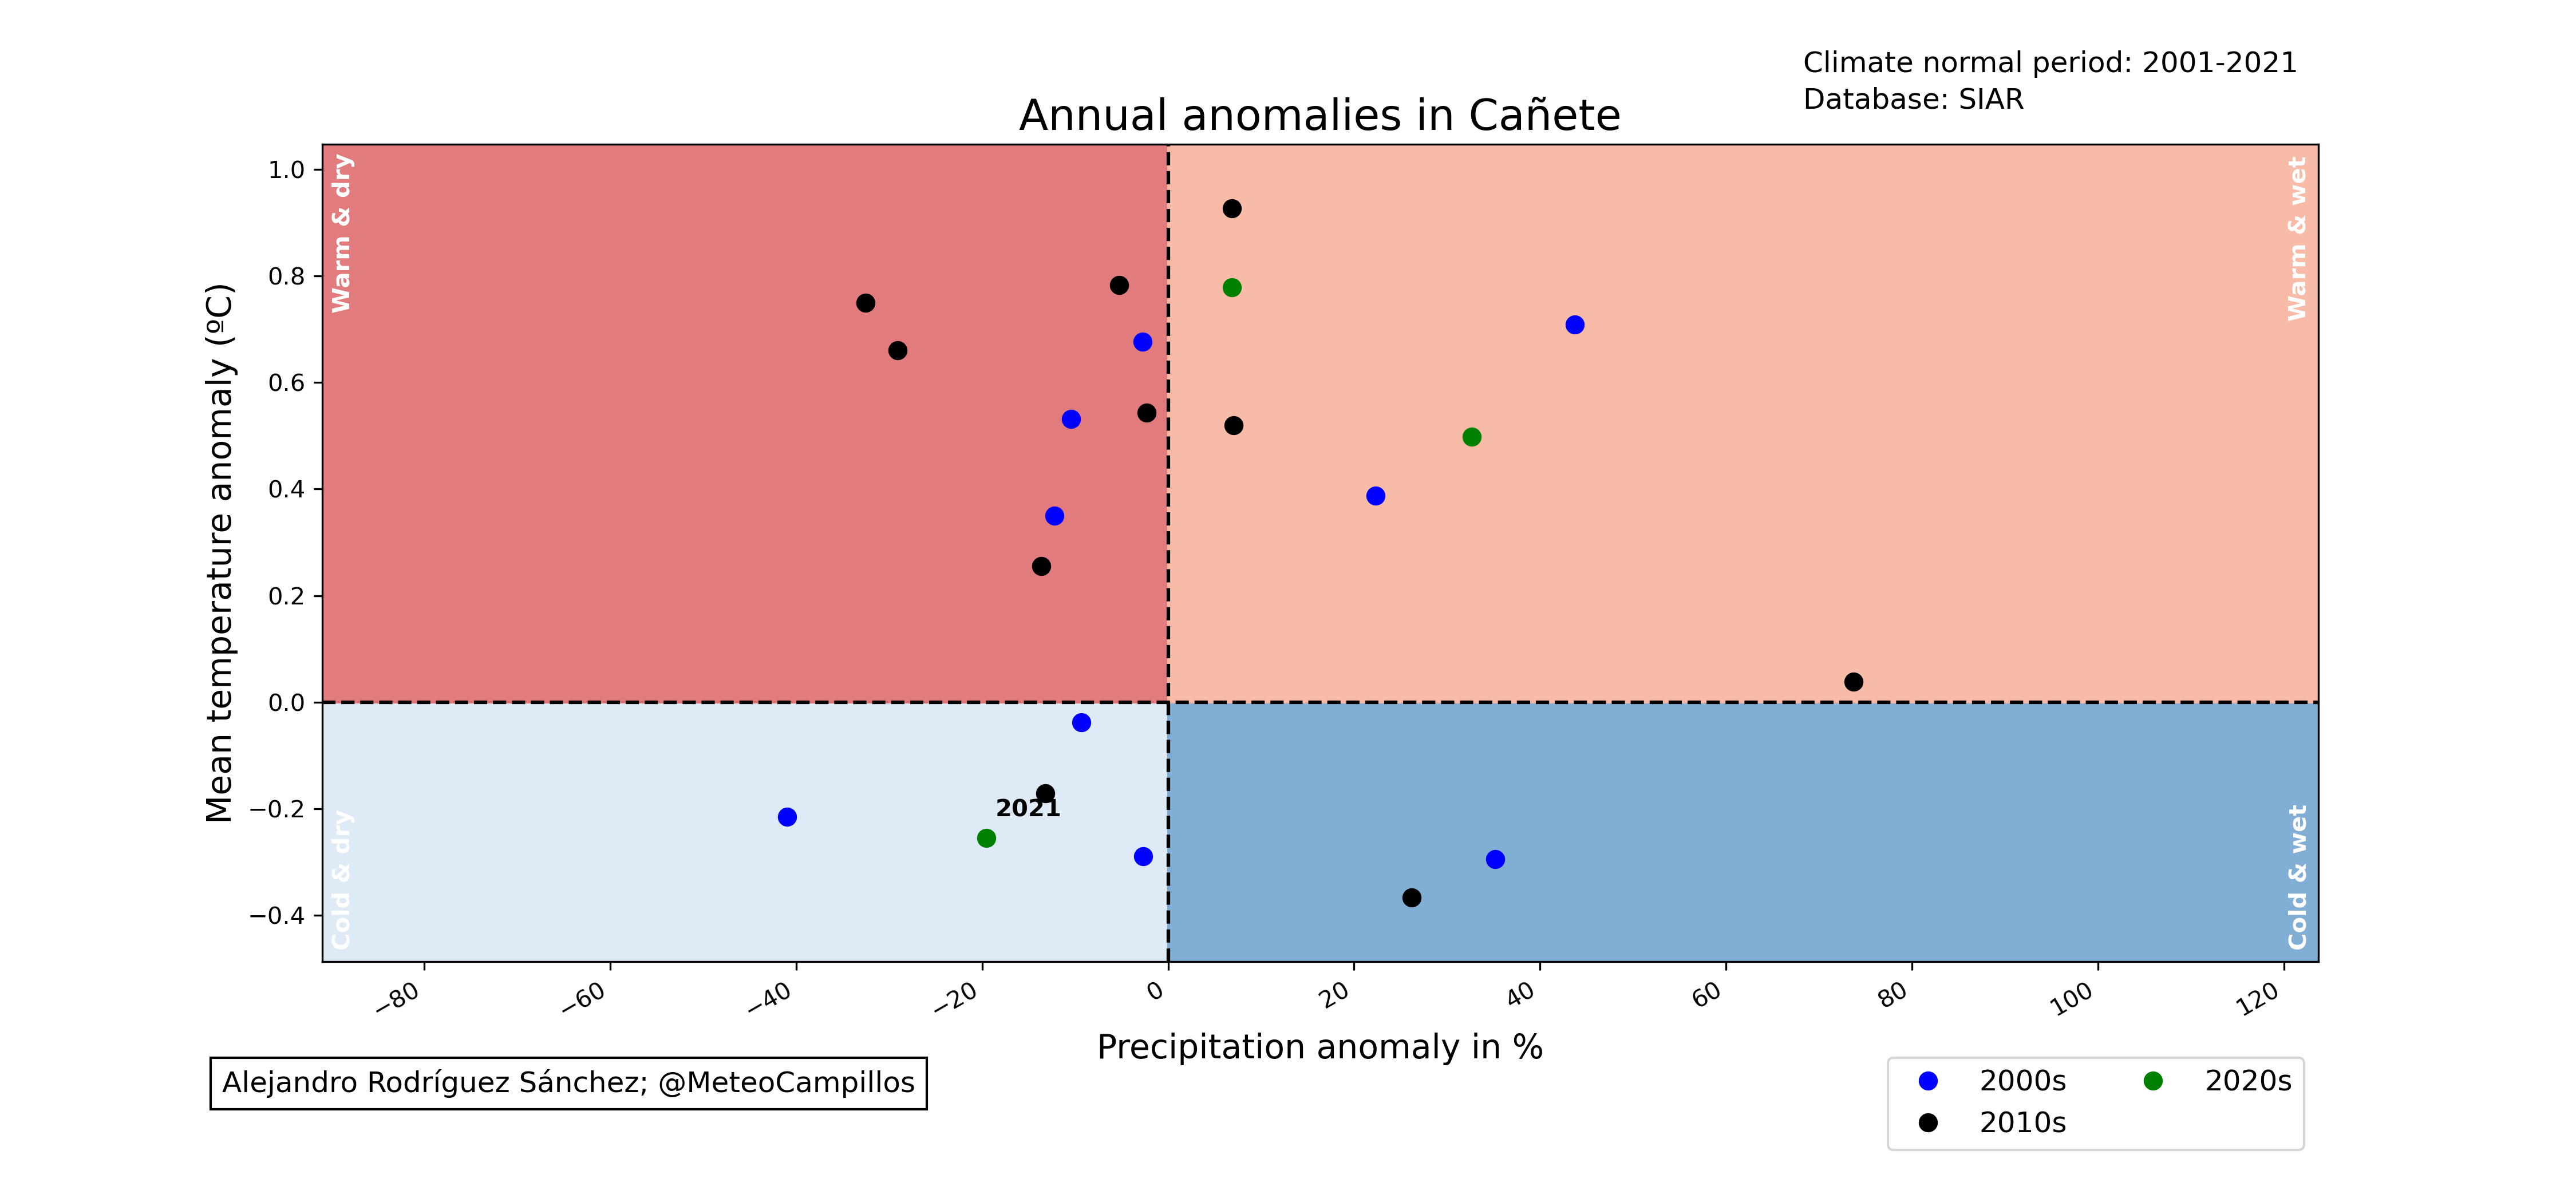 Climate normal period: 2001-2021
Database: SIAR
Annual anomalies in Cañete
Warm & dry
Warm & wet
Cold & dry
Cold & wet
Mean temperature anomaly (ºC)
1.0
0.8
0.6
0.4
0.2
0.0
−0.2
−0.4
2021
−80
−60
−40
−20
0
20
40
60
80
100
120
Precipitation anomaly in %
Alejandro Rodríguez Sánchez; @MeteoCampillos
2000s
2010s
2020s